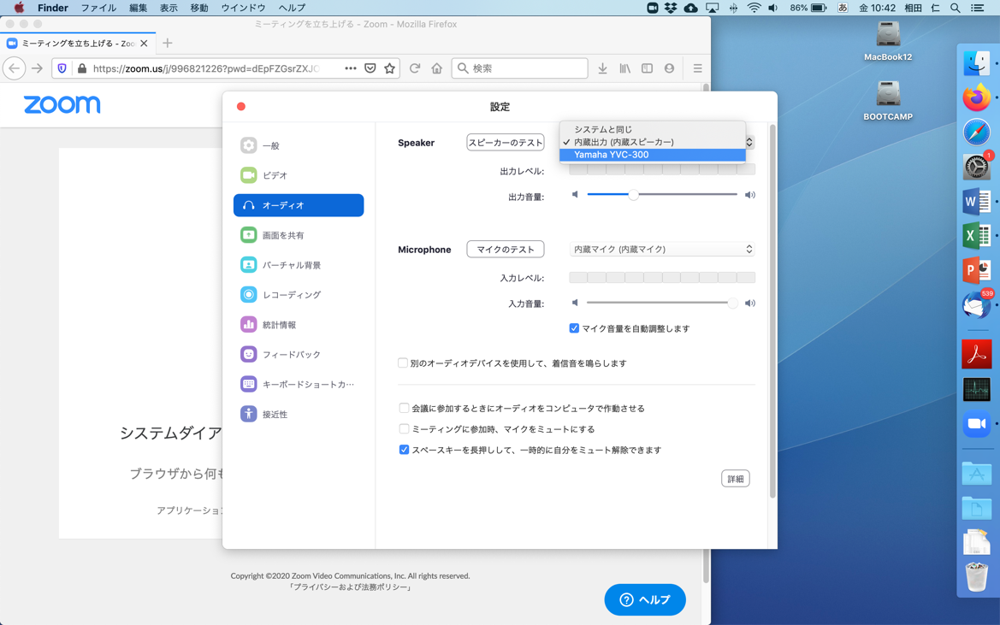 Finder ファイル 編集 表示 移動 ウインドウ ヘルプ
86% あ 金 10:42 相田 仁
ミーティングを立ち上げる - Zoom - Mozilla Firefox
ミーティングを立ち上げる - Zoo
https://zoom.us/j/996821226?pwd=dEpFZGsrZXJC
検索
zoom
設定
一般
ビデオ
オーディオ
画面を共有
バーチャル背景
レコーディング
統計情報
フィードバック
キーボードショートカ…
接近性
Speaker
スピーカーのテスト
システムと同じ
内蔵出力 (内蔵スピーカー)
Yamaha YVC-300
出力レベル:
出力音量:
Microphone
マイクのテスト
内蔵マイク (内蔵マイク)
入力レベル:
入力音量:
マイク音量を自動調整します
別のオーディオデバイスを使用して、着信音を鳴らします
会議に参加するときにオーディオをコンピュータで作動させる
ミーティングに参加時、マイクをミュートにする
スペースキーを長押しして、一時的に自分をミュート解除できます
詳細
システムダイア
ブラウザから何も
アプリケーショ
Copyright ©2020 Zoom Video Communications, Inc. All rights reserved.
「プライバシーおよび法務ポリシー」
ヘルプ
MacBook12
BOOTCAMP
1
W
X
P
539